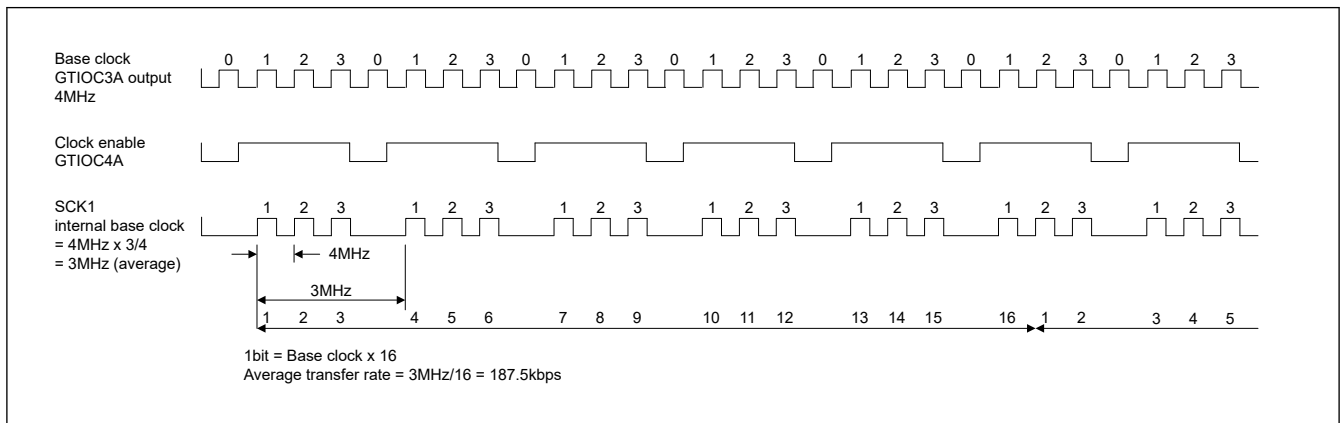 Base clock
GTIOC3A output
4MHz
0 1 2 3 0 1 2 3 0 1 2 3 0 1 2 3 0 1 2 3 0 1 2 3 0 1 2 3
Clock enable
GTIOC4A
SCK1
internal base clock
= 4MHz x 3/4
= 3MHz (average)
1 2 3 1 2 3 1 2 3 1 2 3 1 2 3 1 2 3 1 2 3
4MHz
3MHz
1 2 3 4 5 6 7 8 9 10 11 12 13 14 15 16 1 2 3 4 5
1bit = Base clock x 16
Average transfer rate = 3MHz/16 = 187.5kbps